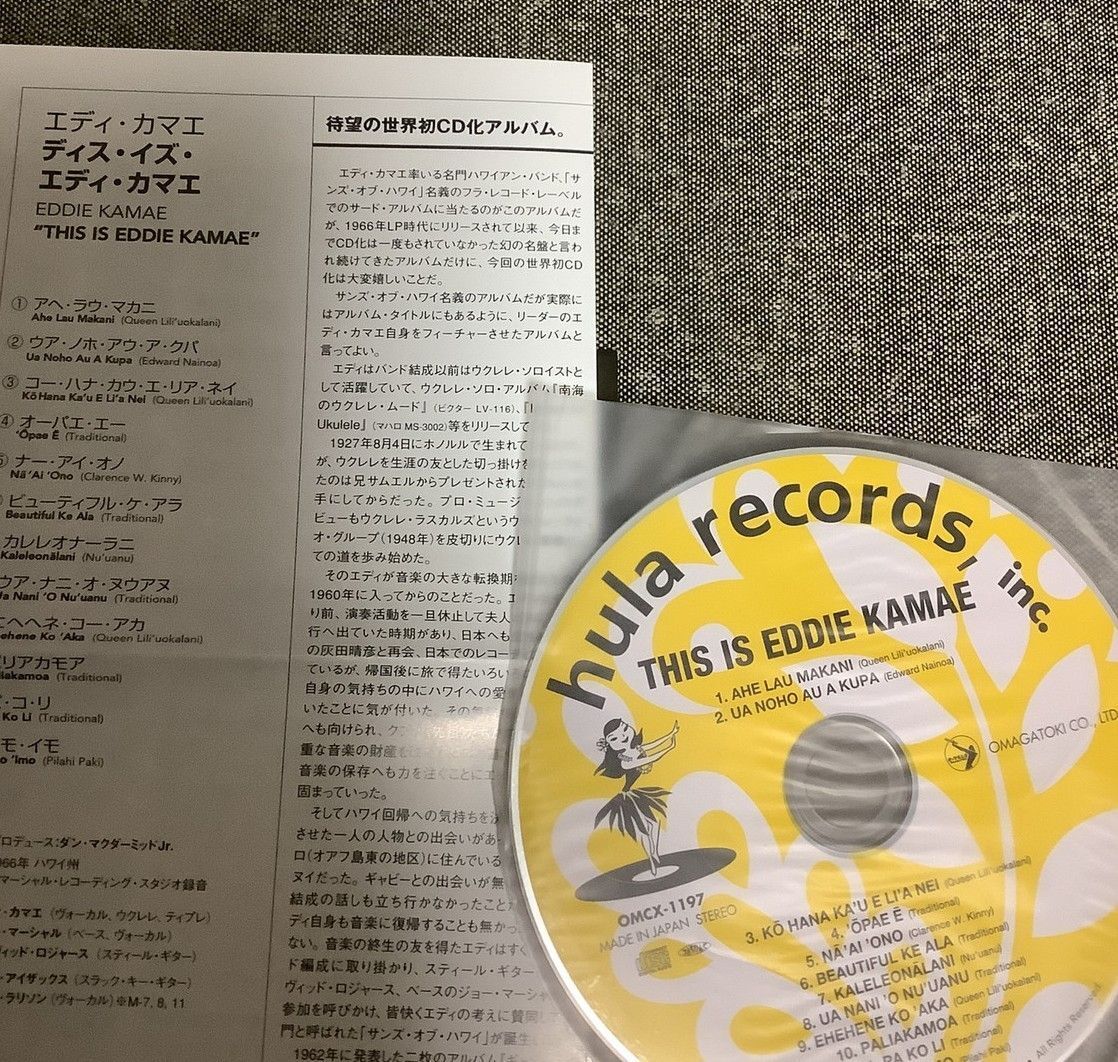 エディ・カマエ
ディス・イズ・
エディ・カマエ
EDDIE KAMAE
“THIS IS EDDIE KAMAE”
① アヘ・ラウ・マカニ
Ahe Lau Makani (Queen Lili‘uokalani)
② ウア・ノホ・アウ・ア・クパ
Ua Noho Au A Kupa (Edward Nainoa)
③ コー・ハナ・カウ・エ・リア・ネイ
Kō Hana Ka‘u E Li‘a Nei (Queen Lili‘uokalani)
④ オーパエ・エー
‘Ōpae Ē (Traditional)
ナー・アイ・オノ
Nā ‘Ai ‘Ono (Clarence W. Kinny)
ビューティフル・ケ・アラ
Beautiful Ke Ala (Traditional)
カレレオナーラニ
Kaleleonālani (Nu‘uanu)
ウア・ナニ・オ・ヌウアヌ
Ua Nani ‘O Nu‘uanu (Traditional)
エヘヘネ・コー・アカ
Ehehene Ko ‘Aka (Queen Lili‘uokalani)
パリアカモア
Paliakamoa (Traditional)
・コ・リ
Ko Li (Traditional)
モ・イモ
‘Imo (Pilahi Paki)
プロデュース:ダン・マクダーミッドJr.
966年 ハワイ州
マーシャル・レコーディング・スタジオ録音
・カマエ (ヴォーカル、ウクレレ、ティプレ)
・マーシャル (ベース、ヴォーカル)
ヴィッド・ロジャース (スティール・ギター)
・アイザックス (スラック・キー・ギター)
・ラリソン (ヴォーカル) ※M-7, 8, 11
待望の世界初CD化アルバム。
エディ・カマエ率いる名門ハワイアン・バンド、「サ
ンズ・オブ・ハワイ」名義のフラ・レコード・レーベル
でのサード・アルバムに当たるのがこのアルバムだ
が、1966年LP時代にリリースされて以来、今日ま
でCD化は一度もされていなかった幻の名盤と言わ
れ続けてきたアルバムだけに、今回の世界初CD
化は大変嬉しいことだ。
サンズ・オブ・ハワイ名義のアルバムだが実際に
はアルバム・タイトルにもあるように、リーダーのエ
ディ・カマエ自身をフィーチャーさせたアルバムと
言ってよい。
エディはバンド結成以前はウクレレ・ソロイストと
して活躍していて、ウクレレ・ソロ・アルバム「南海
のウクレレ・ムード」(ビクター LV-116)、「
Ukulele」(マハロ MS-3002)等をリリースして
1927年8月4日にホノルルで生まれて
が、ウクレレを生涯の友とした切っ掛けを
たのは兄サムエルからプレゼントされた
手にしてからだった。プロ・ミュージ
ビューもウクレレ・ラスカルズというウ
オ・グループ(1948年)を皮切りにウクレ
ての道を歩み始めた。
そのエディが音楽の大きな転換期を
1960年に入ってからのことだった。エ
り前、演奏活動を一旦休止して夫人
行へ出ていた時期があり、日本へも
の灰田晴彦と再会、日本でのレコー
ているが、帰国後に旅で得たいろい
自身の気持ちの中にハワイへの愛
いたことに気が付いた。その気
へも向けられ、
重な音楽の財産を
音楽の保存へも力を注ぐことにエ
固まっていった。
そしてハワイ回帰への気持ちを決
させた一人の人物との出会いがあ
ロ(オアフ島東の地区)に住んでいる
ヌイだった。ギャビーとの出会いが無
結成の話しも立ち行かなかったこと
ディ自身も音楽に復帰することも無か
ない。音楽の終生の友を得たエディはすぐ
ド編成に取り掛かり、スティール・ギター
ヴィッド・ロジャース、ベースのジョー・マーシャ
参加を呼びかけ、皆快くエディの考えに賛同し
門と呼ばれた「サンズ・オブ・ハワイ」が誕生
1962年に発表した二枚のアルバム「
hula records, inc.
THIS IS EDDIE KAMAE
1. AHE LAU MAKANI (Queen Lili‘uokalani)
2. UA NOHO AU A KUPA (Edward Nainoa)
OMAGATOKI CO., LTD
OMCX-1197
MADE IN JAPAN STEREO
3. KŌ HANA KA‘U E LI‘A NEI (Queen Lili‘uokalani)
4. ‘ŌPAE Ē (Traditional)
5. NĀ ‘AI ‘ONO (Clarence W. Kinny)
6. BEAUTIFUL KE ALA (Traditional)
7. KALELEONALANI (Nu‘uanu)
8. UA NANI ‘O NU‘UANU (Traditional)
9. EHEHENE KO ‘AKA (Queen Lili‘uokalani)
10. PALIAKAMOA (Traditional)
PA KO LI (Traditional)
(Pilahi Paki)
All Rights Reserved